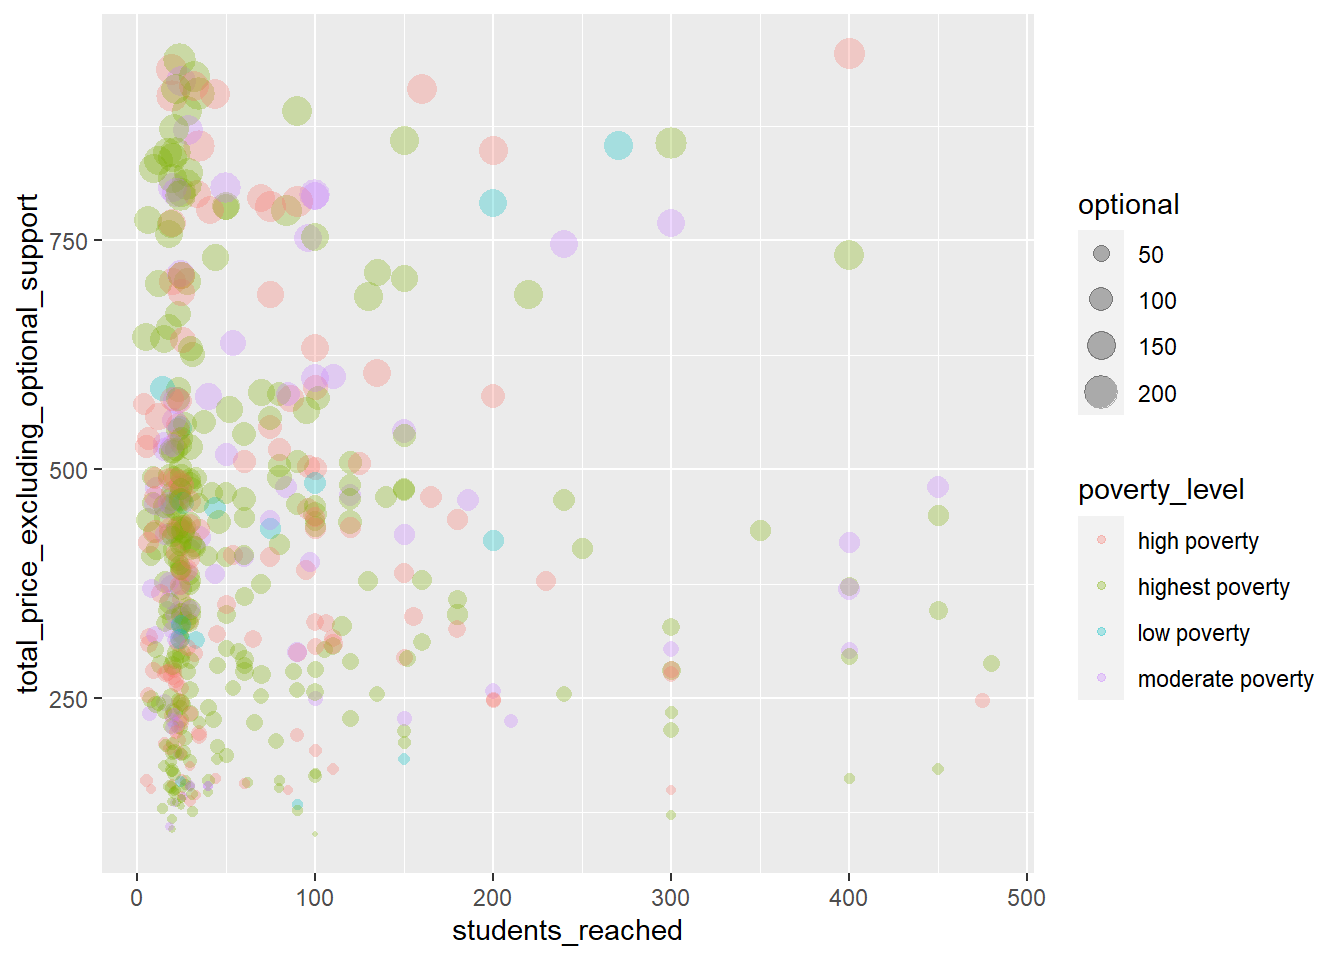 total_price_excluding_optional_support
750
500
250
0
100
200
300
400
500
students_reached
optional
50
100
150
200
poverty_level
high poverty
highest poverty
low poverty
moderate poverty